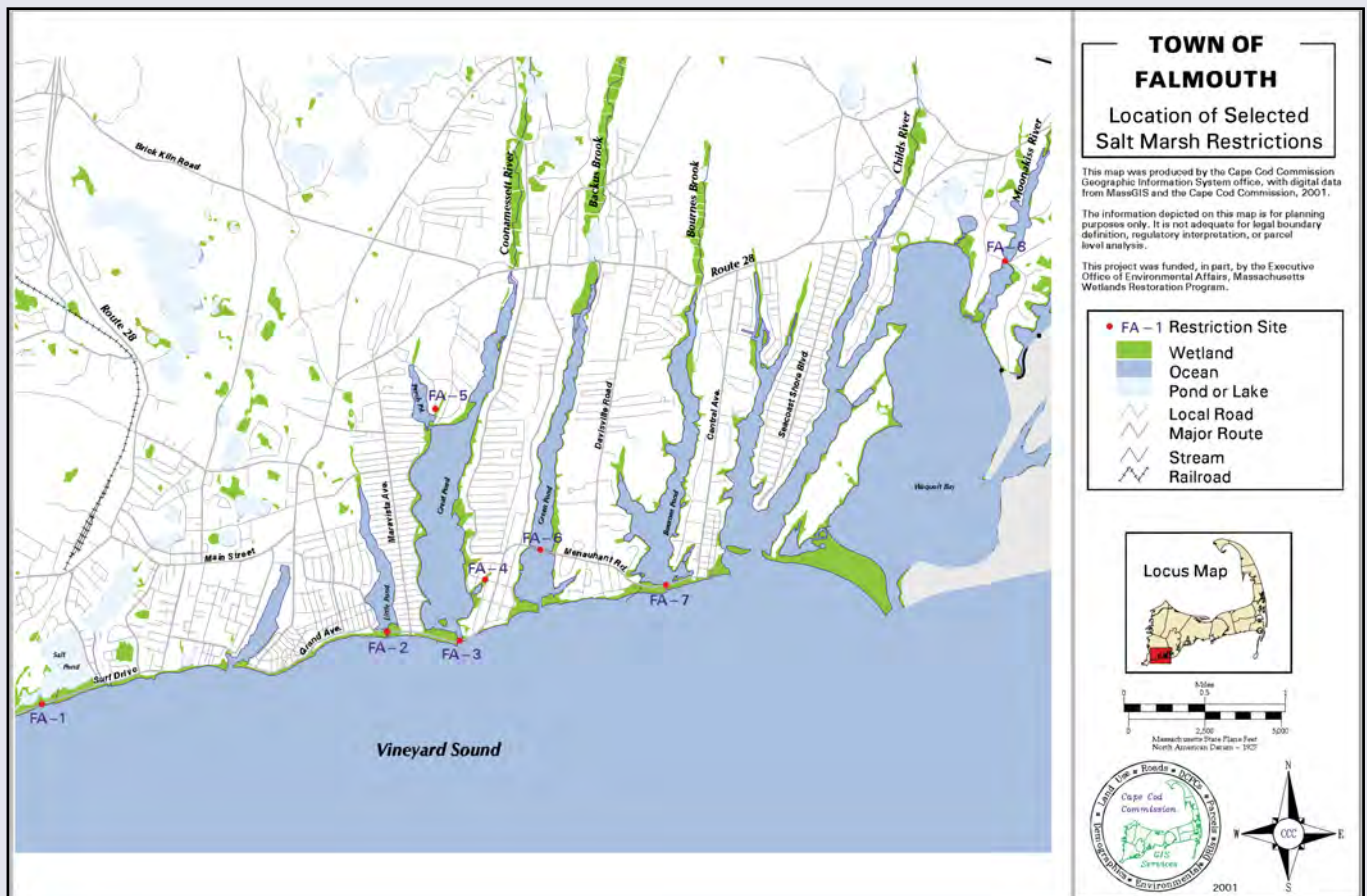 Brick Kiln Road
Coonamessett River
Backus Brook
Bournes Brook
Childs River
Moonakiss River
Route 28
Route 28
FA - 8
Seacoast Shore Blvd
Central Ave.
Davisville Road
FA - 5
Maravista Ave.
Great Pond
Green Pond
Bournes Pond
Waquoit Bay
Main Street
FA - 6
Menauhant Rd.
FA - 4
FA - 7
Little Pond
Grand Ave.
FA - 2
FA - 3
Salt
Pond
Surf Drive
FA - 1
Vineyard Sound
TOWN OF
FALMOUTH
Location of Selected
Salt Marsh Restrictions
This map was produced by the Cape Cod Commission
Geographic Information System office, with digital data
from MassGIS and the Cape Cod Commission, 2001.
The information depicted on this map is for planning
purposes only. It is not adequate for legal boundary
definition, regulatory interpretation, or parcel
level analysis.
This project was funded, in part, by the Executive
Office of Environmental Affairs, Massachusetts
Wetlands Restoration Program.
FA - 1 Restriction Site
Wetland
Ocean
Pond or Lake
Local Road
Major Route
Stream
Railroad
Locus Map
Miles
0 0.5 1
0 2,500 5,000
Massachusetts State Plane Feet
North American Datum - 1927
Land Use * Roads * DCPCs * Parcels * DRIs * Environmental * Demographics *
Cape Cod
Commission
GIS
Services
N
W CCC E
S
2001